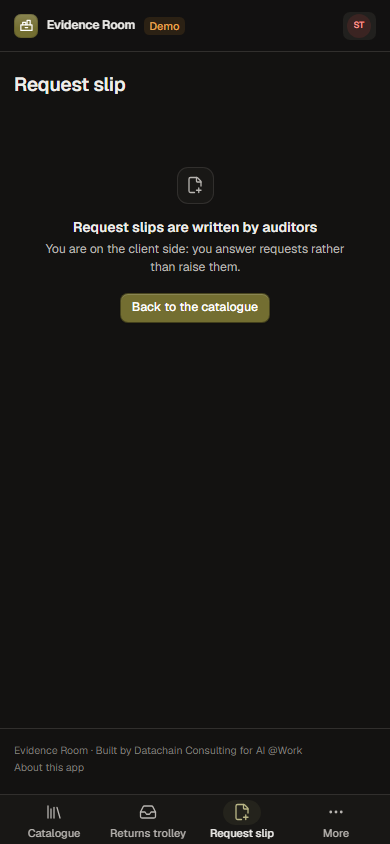 Evidence Room Demo ST
Request slip
Request slips are written by auditors
You are on the client side: you answer requests rather
than raise them.
Back to the catalogue
Evidence Room · Built by Datachain Consulting for AI @Work
About this app
Catalogue Returns trolley Request slip More